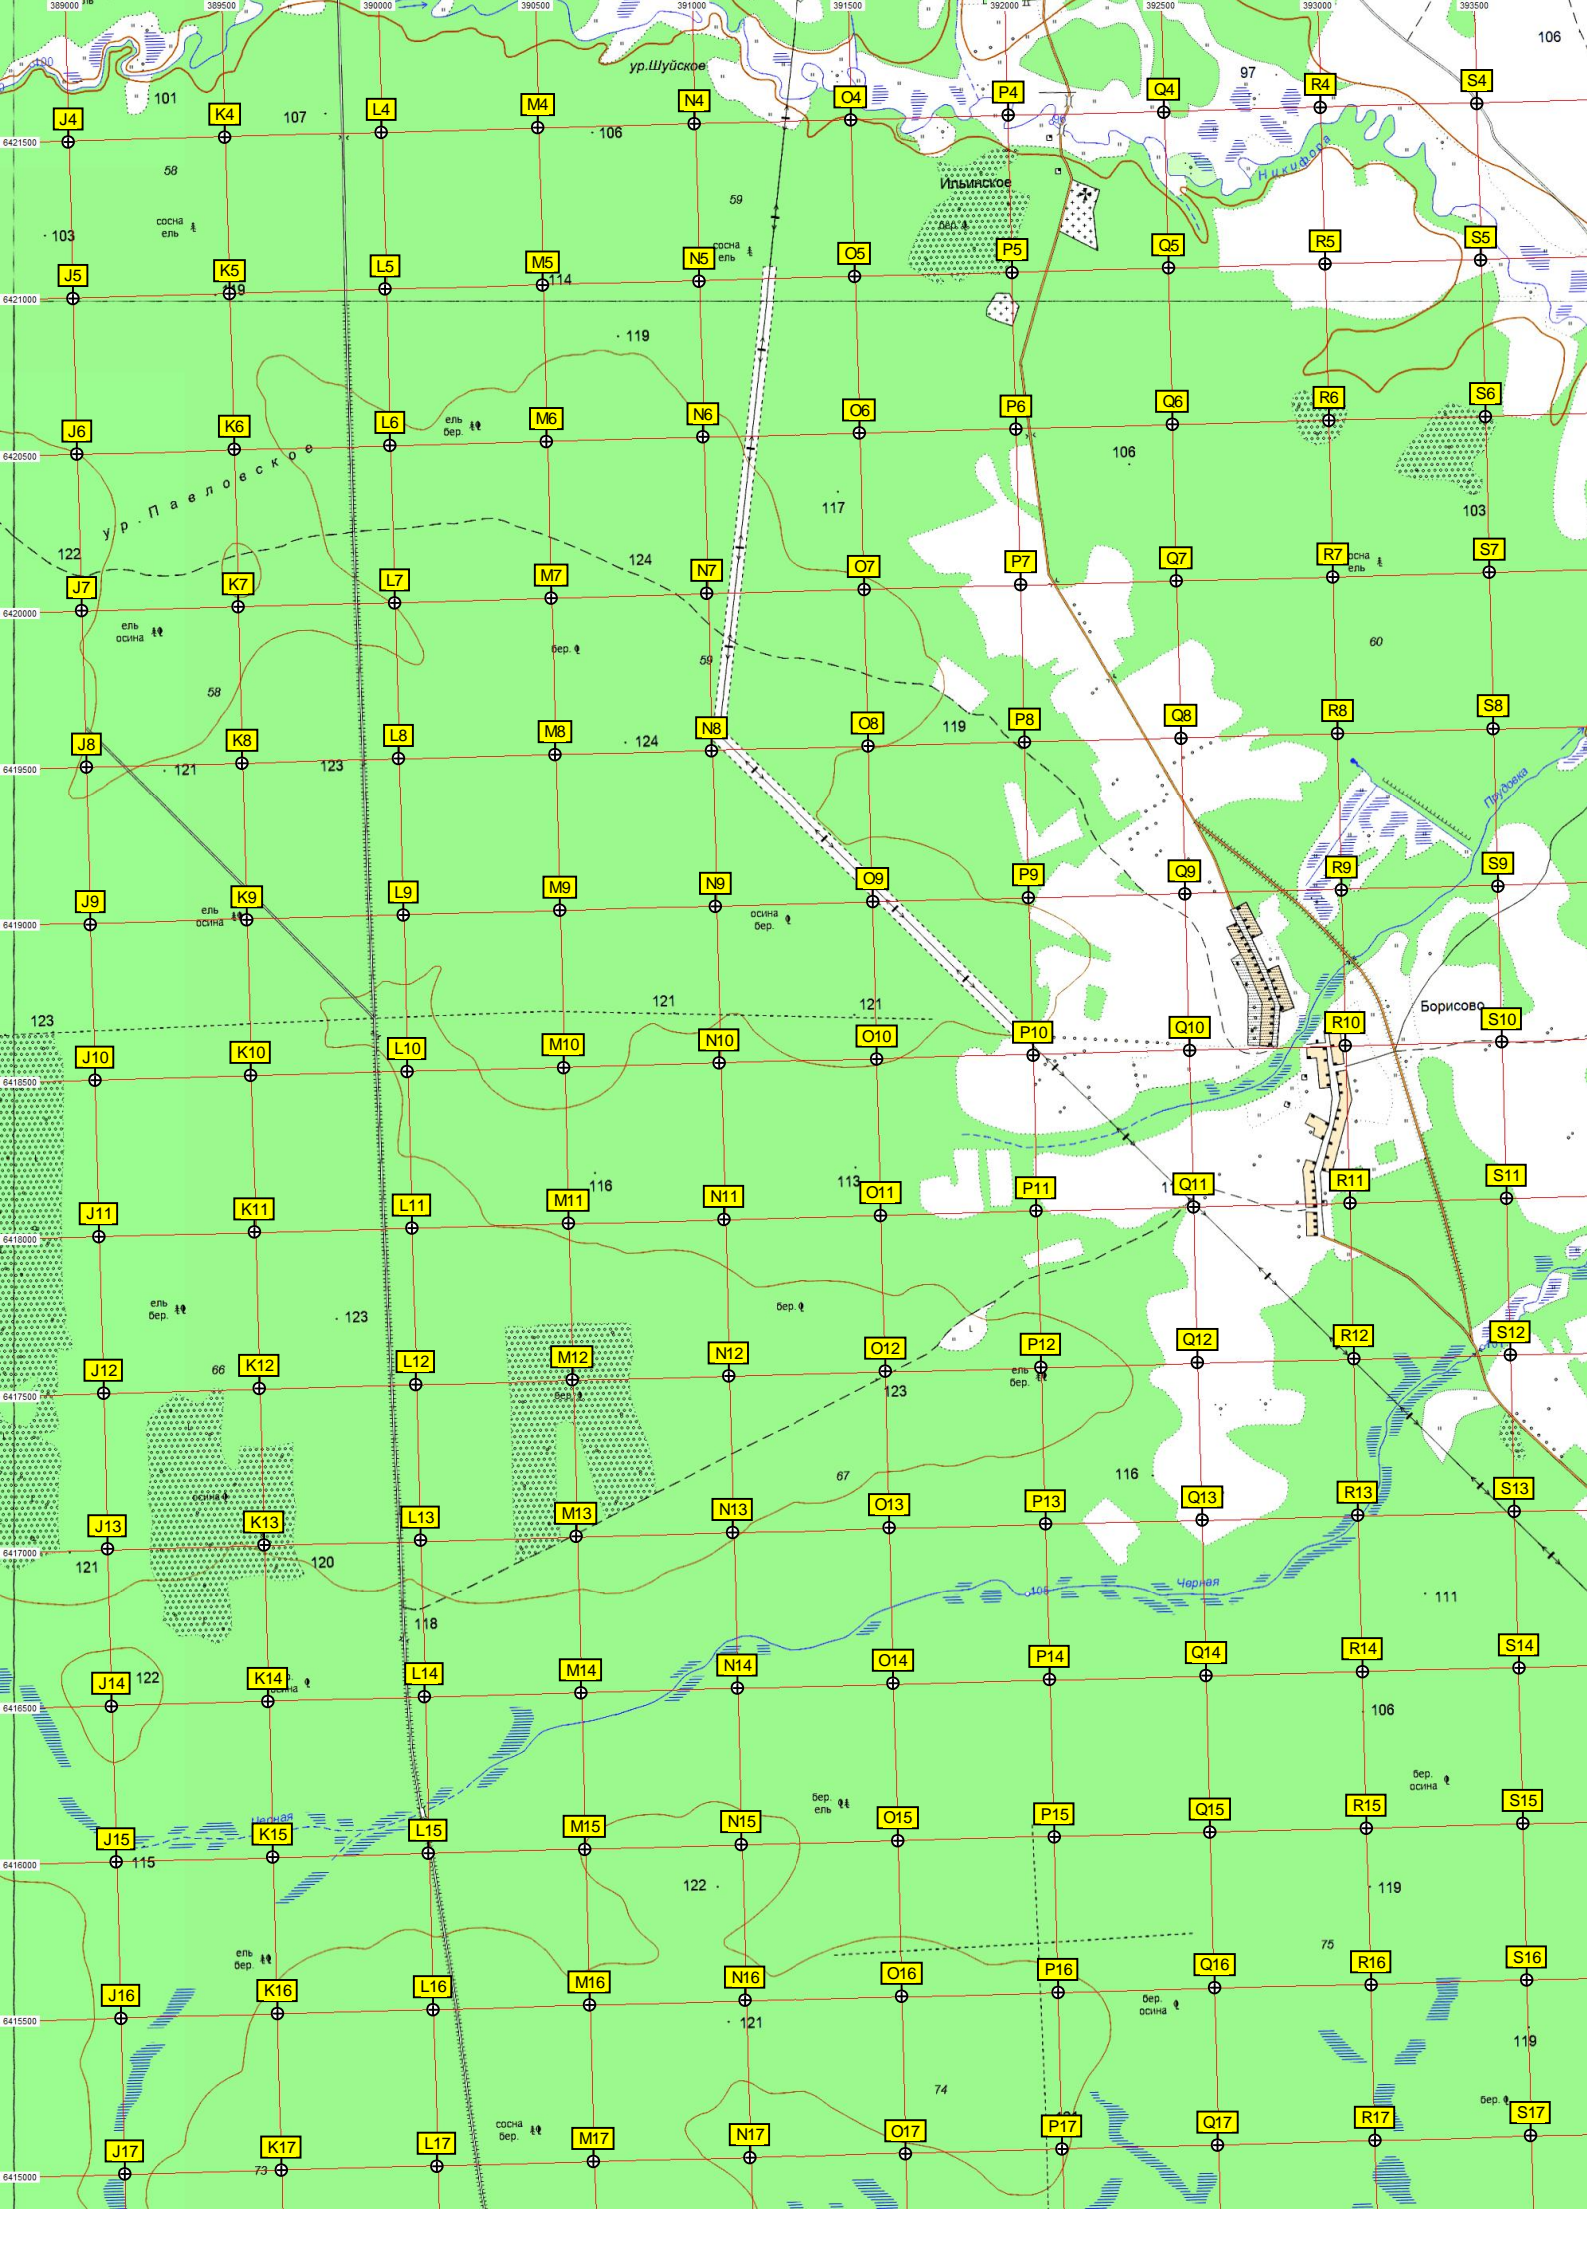 389000 389500 390000 390500 391000 391500 392000 392500 393000 393500
106
ур.Шуйское
97
101
107
106
J4 K4 L4 M4 N4 O4 P4 Q4 R4 S4
6421500
Никифора
58
Ильинское
59
сосна
ель
бер.
103
сосна
ель
J5 K5 L5 M5 N5 O5 P5 Q5 R5 S5
119
114
6421000
119
J6 K6 L6 M6 N6 O6 P6 Q6 R6 S6
ель
бер.
6420500
106
ур. Павловское
117
103
122
124
J7 K7 L7 M7 N7 O7 P7 Q7 R7 S7
ель
6420000
ель
осина
бер.
59
60
58
J8 K8 L8 M8 N8 O8 P8 Q8 R8 S8
119
124
121
123
6419500
Прудовка
J9 K9 L9 M9 N9 O9 P9 Q9 R9 S9
ель
осина
осина
бер.
6419000
121
121
Борисово
123
J10 K10 L10 M10 N10 O10 P10 Q10 R10 S10
6418500
116
113
J11 K11 L11 M11 N11 O11 P11 Q11 R11 S11
6418000
ель
бер.
123
бер.
J12 K12 L12 M12 N12 O12 P12 Q12 R12 S12
66
ель
бер.
бер.
123
6417500
67
116
осина
J13 K13 L13 M13 N13 O13 P13 Q13 R13 S13
6417000
121
120
Черная
111
118
J14 K14 L14 M14 N14 O14 P14 Q14 R14 S14
122
6416500
106
бер.
осина
бер.
ель
Черная
J15 K15 L15 M15 N15 O15 P15 Q15 R15 S15
6416000
115
122
119
75
ель
бер.
J16 K16 L16 M16 N16 O16 P16 Q16 R16 S16
бер.
осина
6415500
121
119
74
сосна
бер.
бер.
J17 K17 L17 M17 N17 O17 P17 Q17 R17 S17
73
6415000